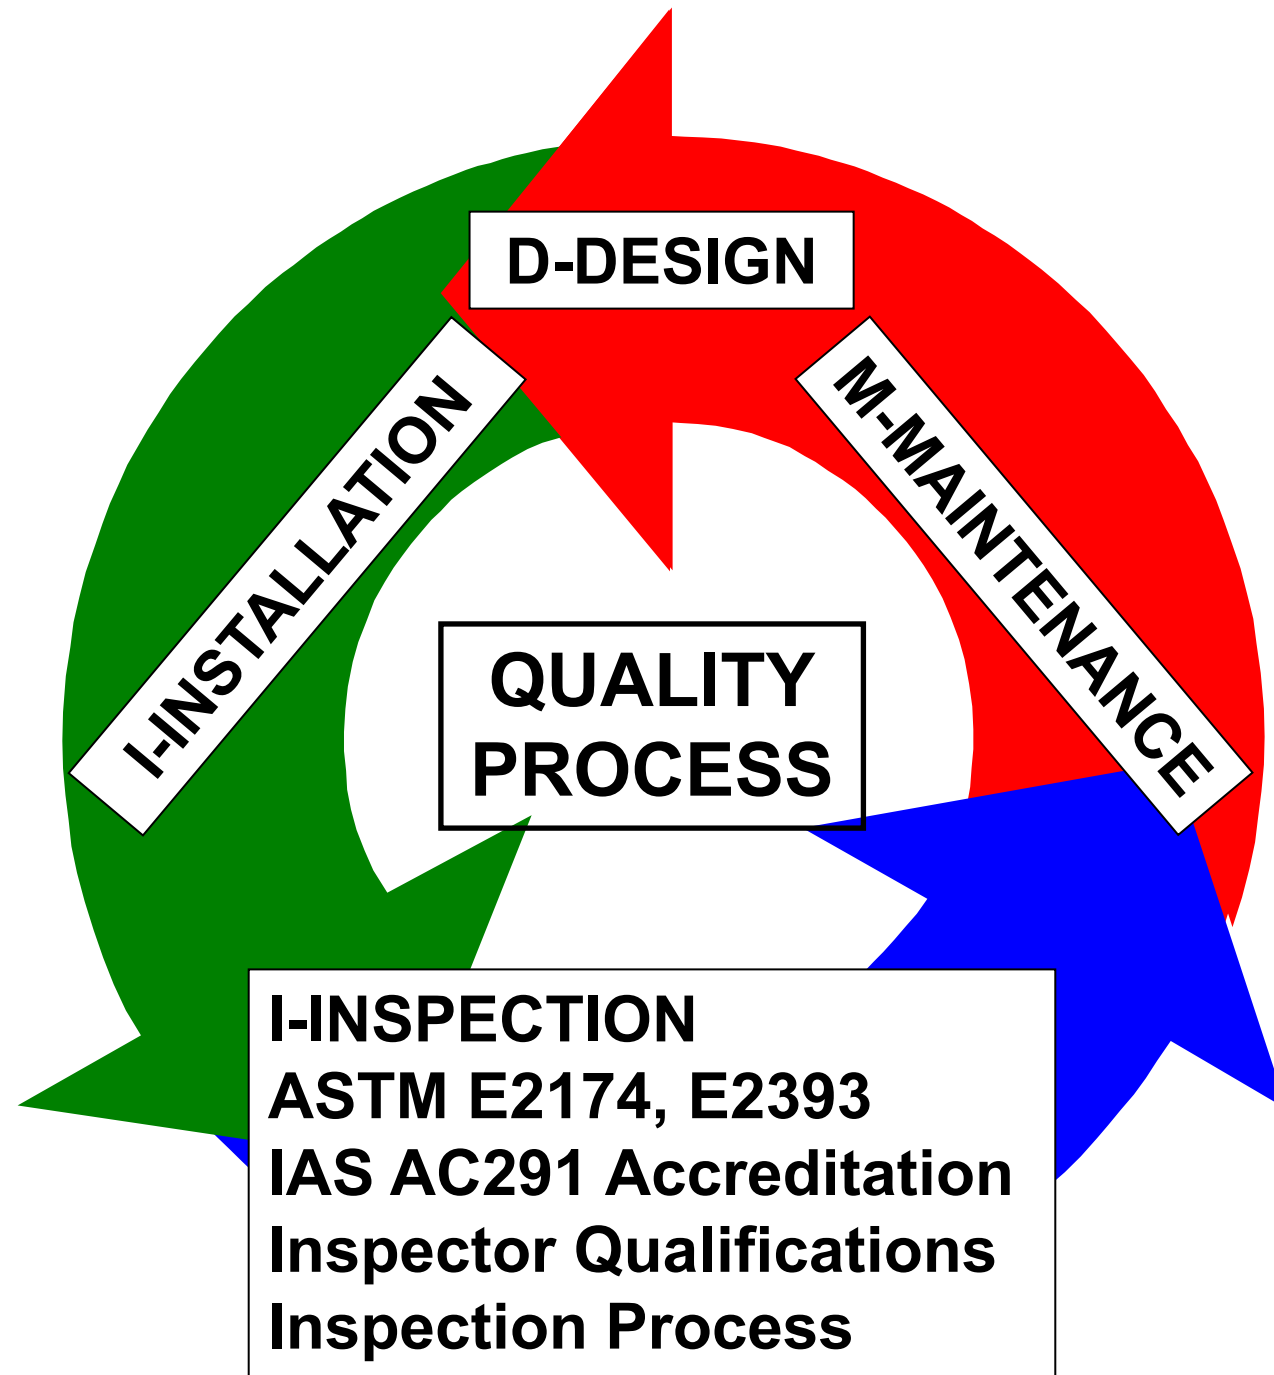 D-DESIGN
I-INSTALLATION
M-MAINTENANCE
QUALITY
PROCESS
I-INSPECTION
ASTM E2174, E2393
IAS AC291 Accreditation
Inspector Qualifications
Inspection Process